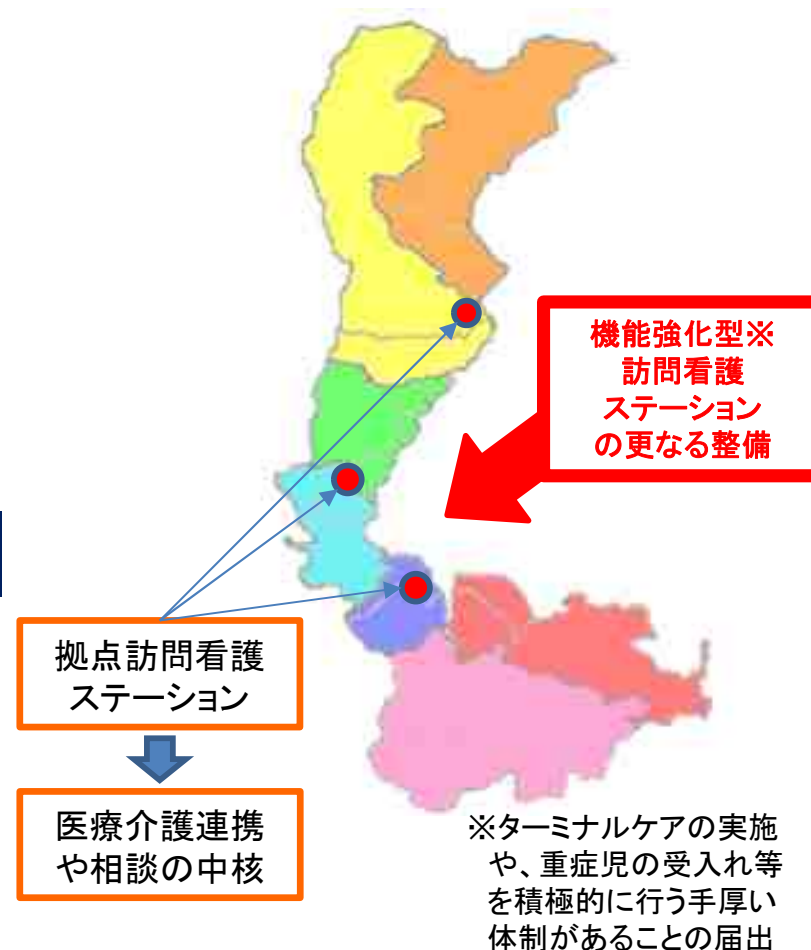 機能強化型※
訪問看護
ステーション
の更なる整備
拠点訪問看護
ステーション
医療介護連携
や相談の中核
※ターミナルケアの実施
や、重症児の受入れ等
を積極的に行う手厚い
体制があることの届出